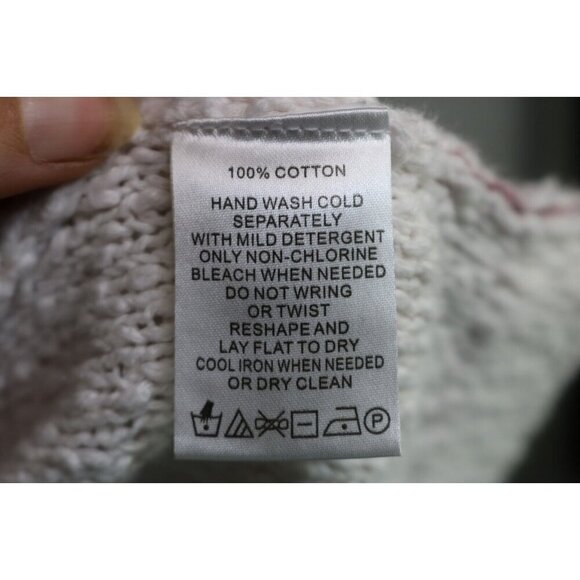 100% COTTON
HAND WASH COLD
SEPARATELY
WITH MILD DETERGENT
ONLY NON-CHLORINE
BLEACH WHEN NEEDED
DO NOT WRING
OR TWIST
RESHAPE AND
LAY FLAT TO DRY
COOL IRON WHEN NEEDED
OR DRY CLEAN
P